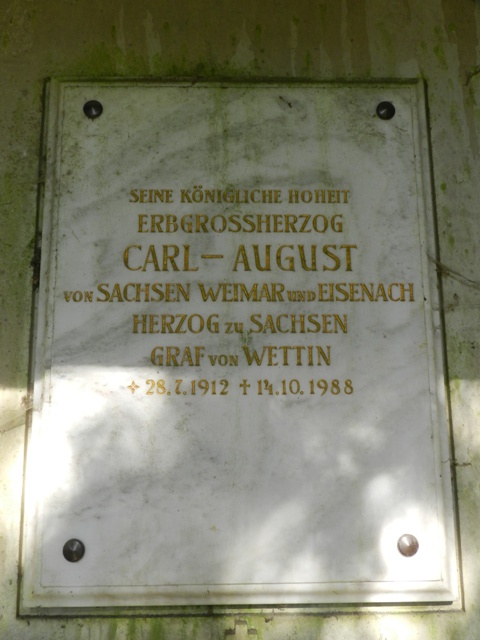 SEINE KÖNIGLICHE HOHEIT
ERBGROSSHERZOG
CARL – AUGUST
VON SACHSEN WEIMAR UND EISENACH
HERZOG ZU SACHSEN
GRAF VON WETTIN
✧ 28.7.1912 ✝ 14.10.1988